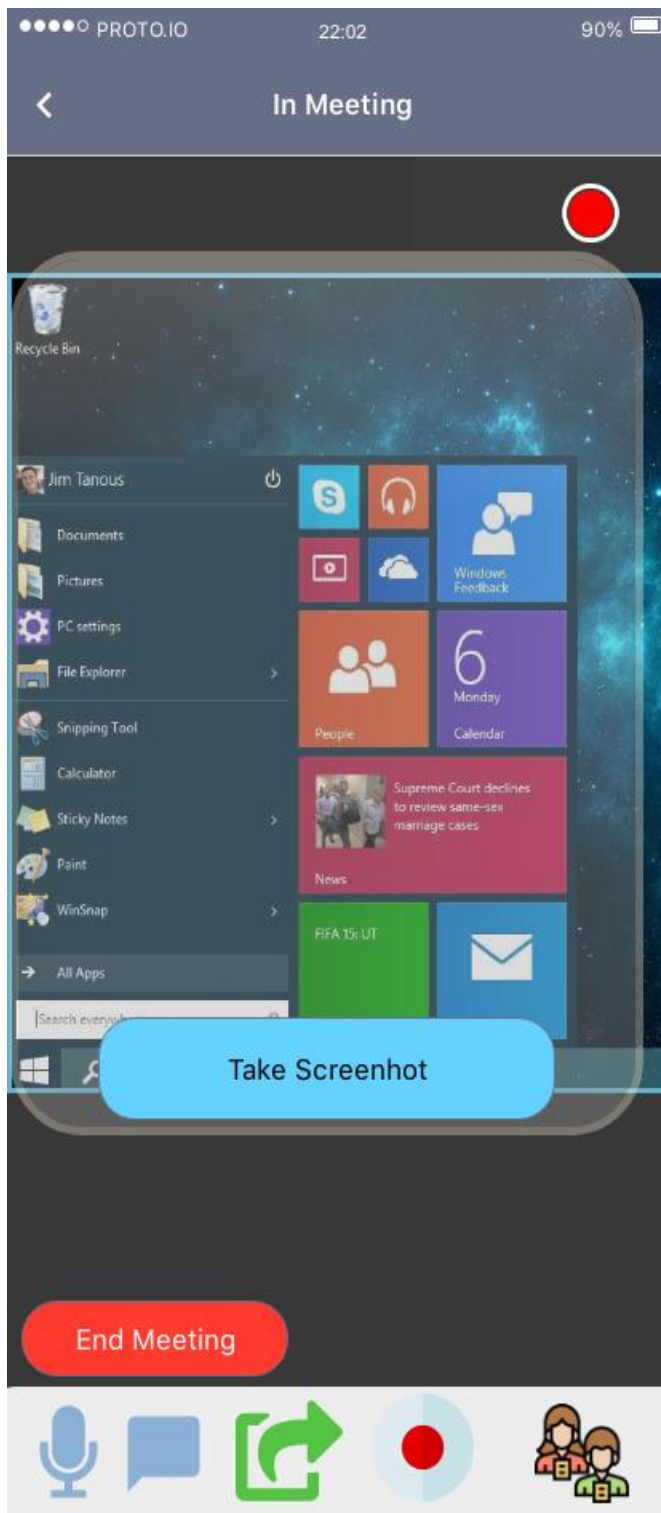 PROTO.IO 22:02 90%
In Meeting
Recycle Bin
Jim Tanous
Documents
Pictures
PC settings
File Explorer
Snipping Tool
Calculator
Sticky Notes
Paint
WinSnap
All Apps
Search
S
Windows
Feedback
People
6
Monday
Calendar
Supreme Court declines
to review same-sex
marriage cases
News
FIFA 15: UT
Take Screenhot
End Meeting